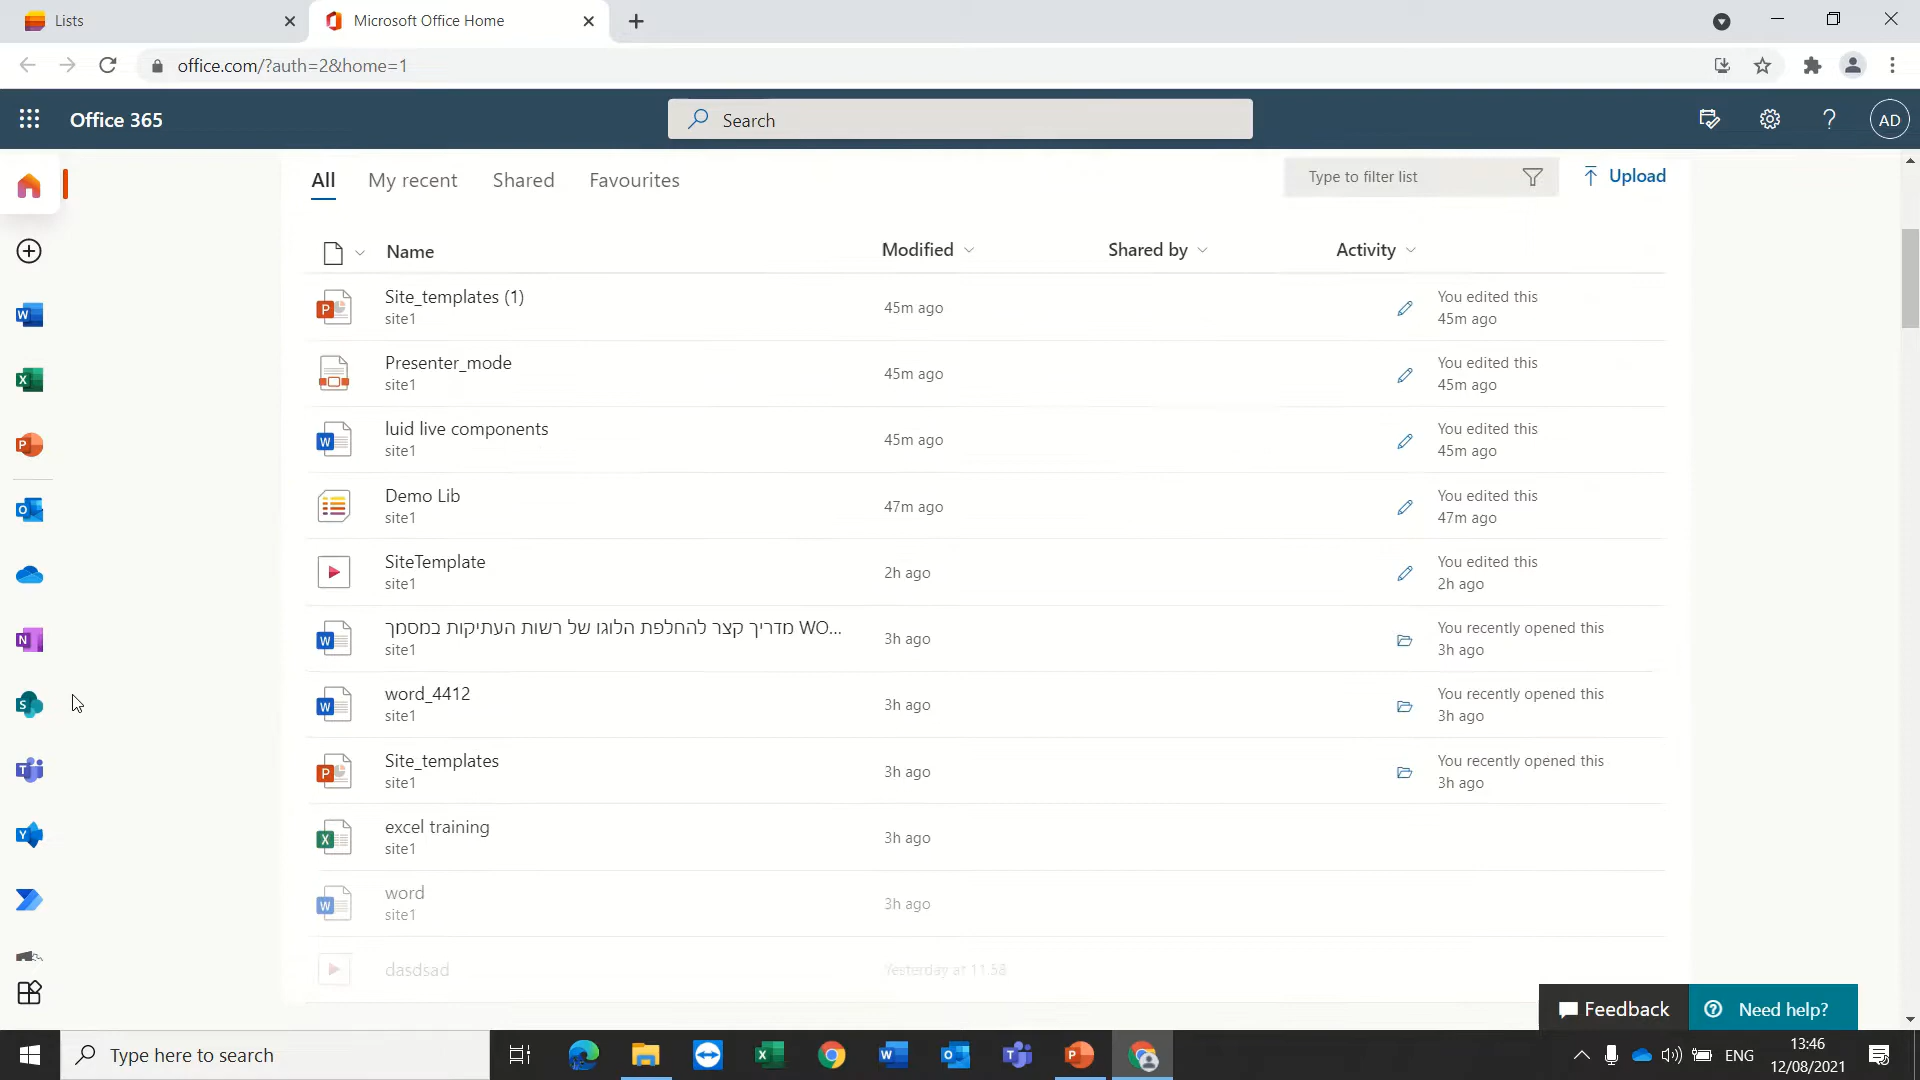 Lists
Microsoft Office Home
office.com/?auth=2&home=1
Office 365
Search
AD
All
My recent
Shared
Favourites
Type to filter list
Upload
Name
Modified
Shared by
Activity
Site_templates (1)
site1
45m ago
You edited this
45m ago
Presenter_mode
site1
45m ago
You edited this
45m ago
luid live components
site1
45m ago
You edited this
45m ago
Demo Lib
site1
47m ago
You edited this
47m ago
SiteTemplate
site1
2h ago
You edited this
2h ago
מדריך קצר להחלפת הלוגו של רשות העתיקות במסמך WO...
site1
3h ago
You recently opened this
3h ago
word_4412
site1
3h ago
You recently opened this
3h ago
Site_templates
site1
3h ago
You recently opened this
3h ago
excel training
site1
3h ago
word
site1
3h ago
dasdsad
Yesterday at 11:58
Feedback
Need help?
Type here to search
ENG
13:46
12/08/2021